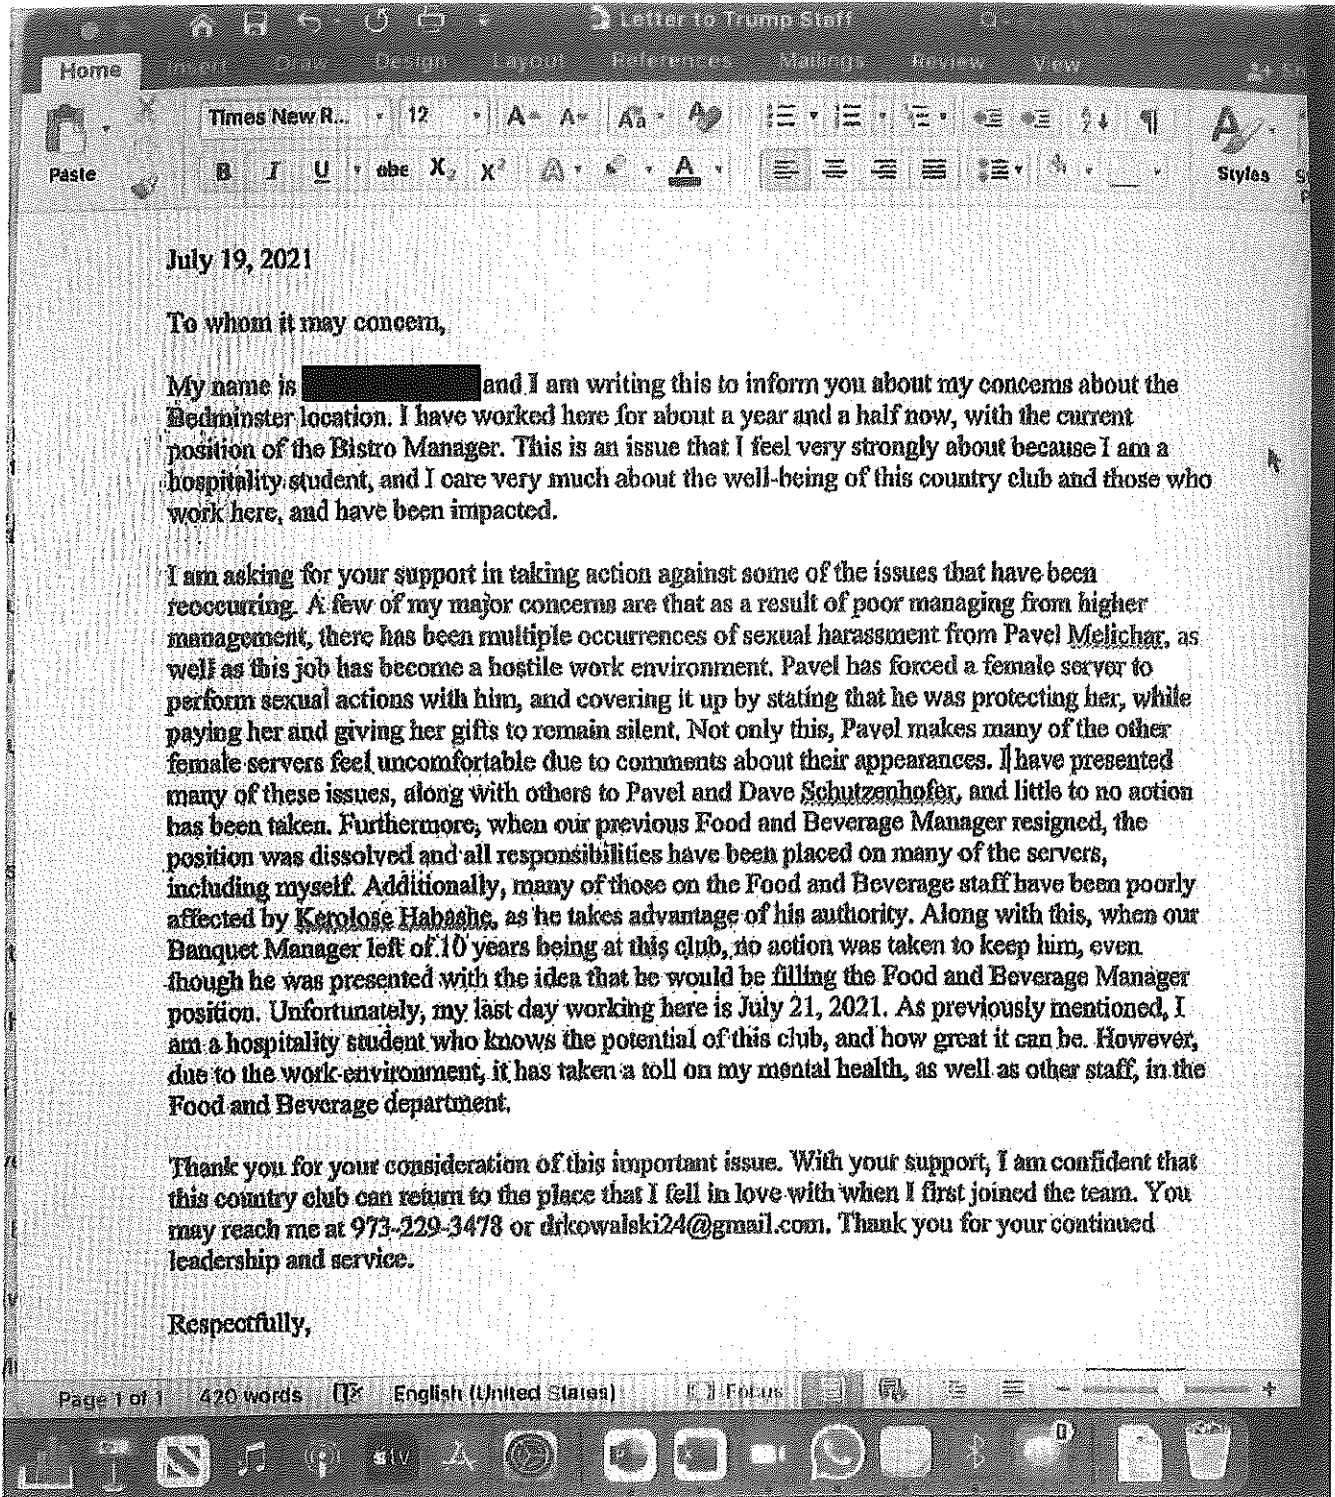 Letter to Trump Staff
Home Insert Draw Design Layout References Mailings Review View
Times New R... 12
Paste
Styles
July 19, 2021
To whom it may concern,
My name is and I am writing this to inform you about my concerns about the
Bedminster location. I have worked here for about a year and a half now, with the current
position of the Bistro Manager. This is an issue that I feel very strongly about because I am a
hospitality student, and I care very much about the well-being of this country club and those who
work here, and have been impacted.
I am asking for your support in taking action against some of the issues that have been
reoccurring. A few of my major concerns are that as a result of poor managing from higher
management, there has been multiple occurrences of sexual harassment from Pavel Melichar, as
well as this job has become a hostile work environment. Pavel has forced a female server to
perform sexual actions with him, and covering it up by stating that he was protecting her, while
paying her and giving her gifts to remain silent. Not only this, Pavel makes many of the other
female servers feel uncomfortable due to comments about their appearances. I have presented
many of these issues, along with others to Pavel and Dave Schutzenhofer, and little to no action
has been taken. Furthermore, when our previous Food and Beverage Manager resigned, the
position was dissolved and all responsibilities have been placed on many of the servers,
including myself. Additionally, many of those on the Food and Beverage staff have been poorly
affected by Kerolose Habashe, as he takes advantage of his authority. Along with this, when our
Banquet Manager left of 10 years being at this club, no action was taken to keep him, even
though he was presented with the idea that he would be filling the Food and Beverage Manager
position. Unfortunately, my last day working here is July 21, 2021. As previously mentioned, I
am a hospitality student who knows the potential of this club, and how great it can be. However,
due to the work environment, it has taken a toll on my mental health, as well as other staff, in the
Food and Beverage department.
Thank you for your consideration of this important issue. With your support, I am confident that
this country club can return to the place that I fell in love with when I first joined the team. You
may reach me at 973-229-3478 or drkowalski24@gmail.com. Thank you for your continued
leadership and service.
Respectfully,
Page 1 of 1 420 words English (United States) Focus